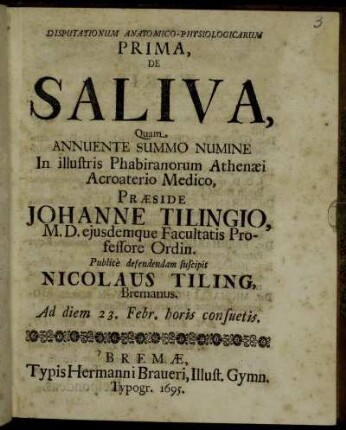 3
DISPUTATIONUM ANATOMICO-PHYSIOLOGICARUM
PRIMA,
DE
SALIVA,
Quam
ANNUENTE SUMMO NUMINE
In illuſtris Phabiranorum Athenæi
Acroaterio Medico,
PRÆSIDE
JOHANNE TILINGIO,
M. D. ejusdemque Facultatis Pro-
feſſore Ordin.
Publicè defendendam ſuſcipit
NICOLAUS TILING,
Bremanus.
Ad diem 23. Febr. horis conſuetis.
BREMÆ,
Typis Hermanni Braueri, Illuſt. Gymn.
Typogr. 1695.